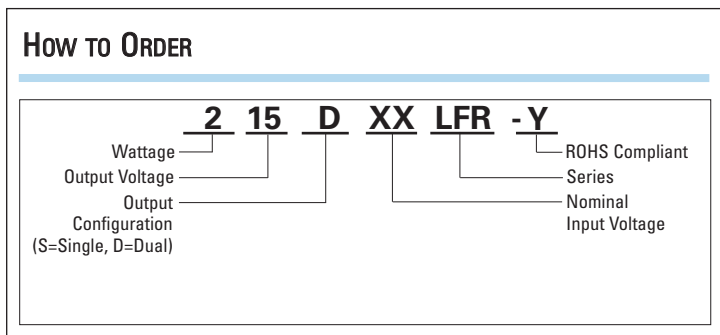 HOW TO ORDER
2 15 D XX LFR - Y
Wattage
Output Voltage
Output
Configuration
(S=Single, D=Dual)
ROHS Compliant
Series
Nominal
Input Voltage